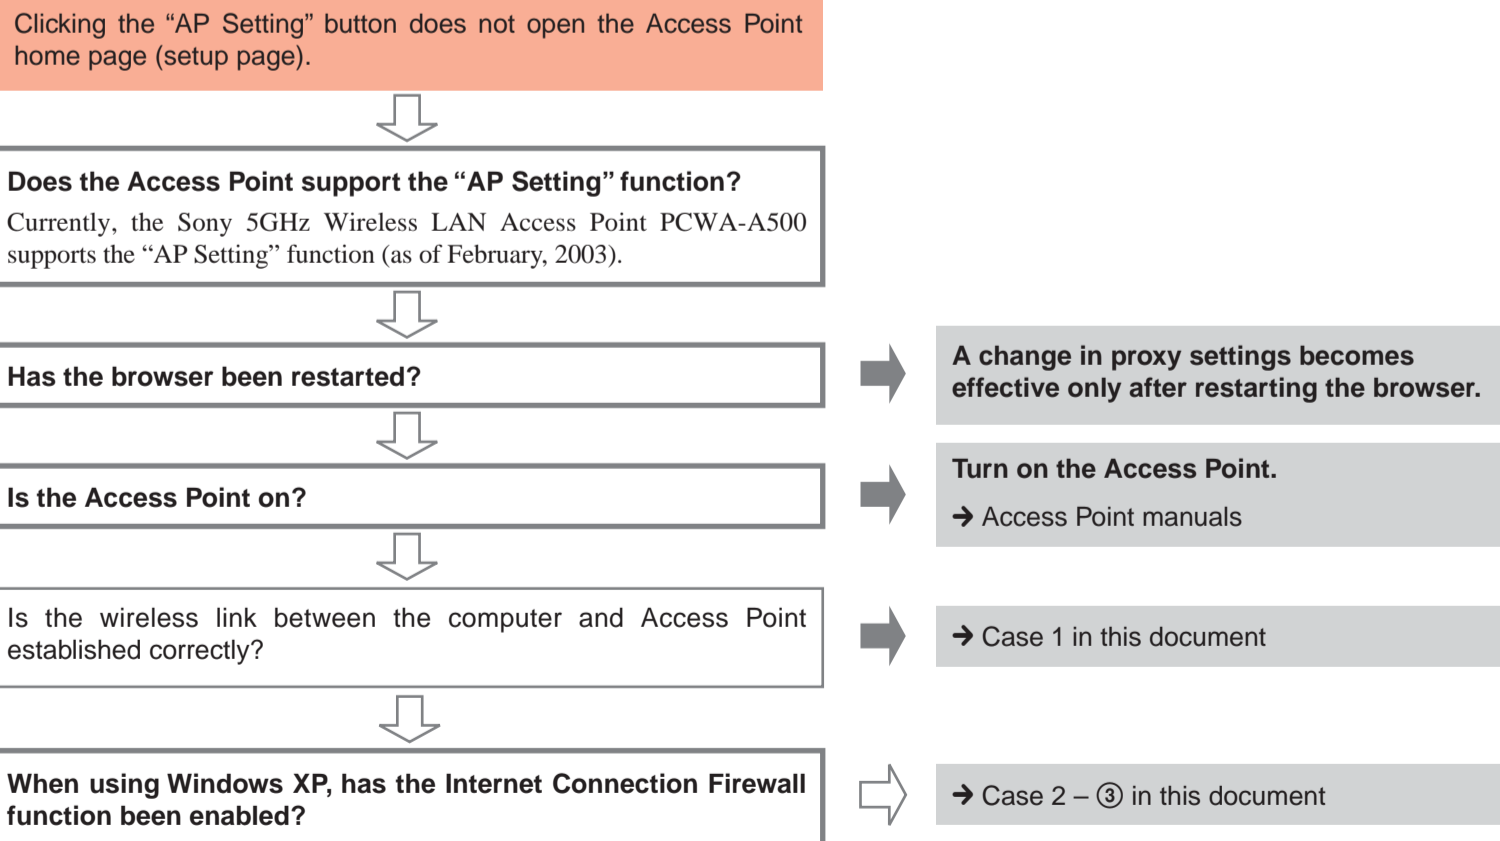 Clicking the “AP Setting” button does not open the Access Point
home page (setup page).
Does the Access Point support the “AP Setting” function?
Currently, the Sony 5GHz Wireless LAN Access Point PCWA-A500
supports the “AP Setting” function (as of February, 2003).
Has the browser been restarted?
A change in proxy settings becomes
effective only after restarting the browser.
Is the Access Point on?
Turn on the Access Point.
➔ Access Point manuals
Is the wireless link between the computer and Access Point
established correctly?
➔ Case 1 in this document
When using Windows XP, has the Internet Connection Firewall
function been enabled?
➔ Case 2 – ③ in this document